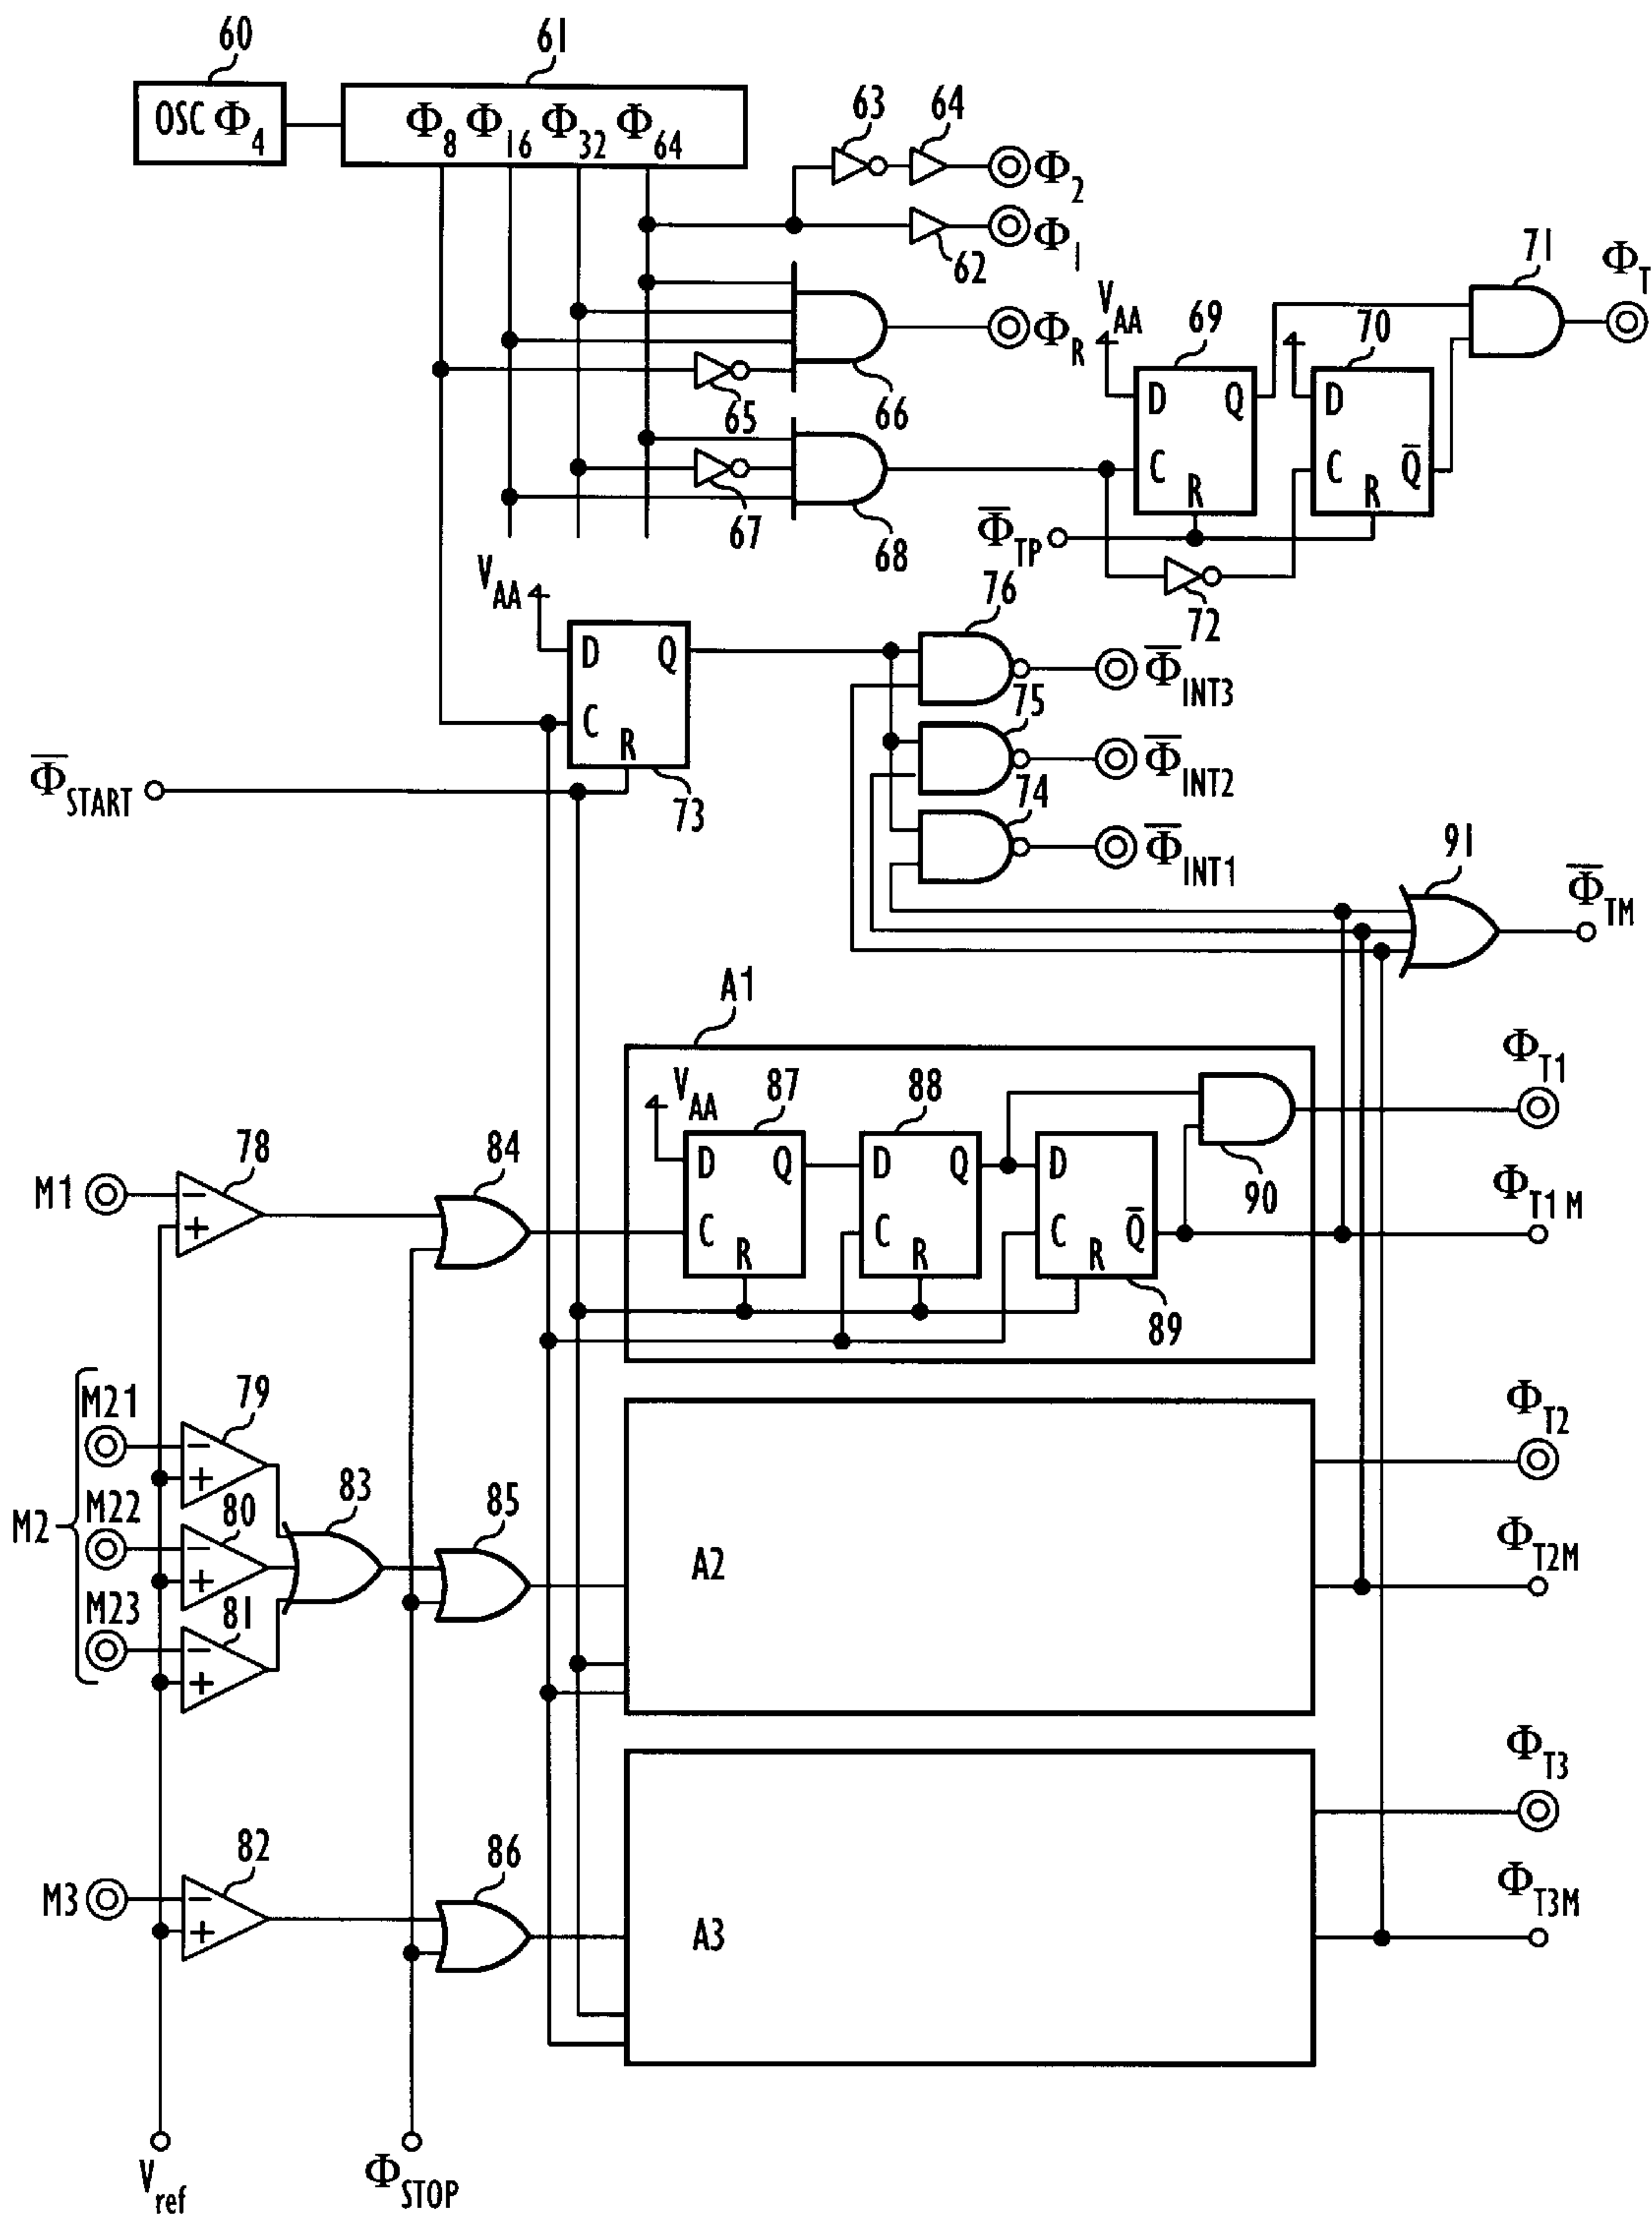 60
61
OSC Φ4
Φ8 Φ16 Φ32 Φ64
63
64
Φ2
Φ1
62
71
ΦT
VAA
69
70
ΦR
65
66
D Q
D
C
R
C
Q̄
R
67
68
Φ̄TP
72
VAA
76
D Q
C
R
73
Φ̄INT3
75
Φ̄INT2
74
Φ̄INT1
Φ̄START
91
Φ̄TM
A1
ΦT1
VAA
87
88
D Q
D Q
D
90
C
R
C
R
C
R
Q̄
89
ΦT1M
M1
78
−
+
84
M2
M21
79
−
+
M22
80
−
+
83
85
M23
81
−
+
A2
ΦT2
ΦT2M
M3
82
−
+
86
A3
ΦT3
ΦT3M
Vref
ΦSTOP